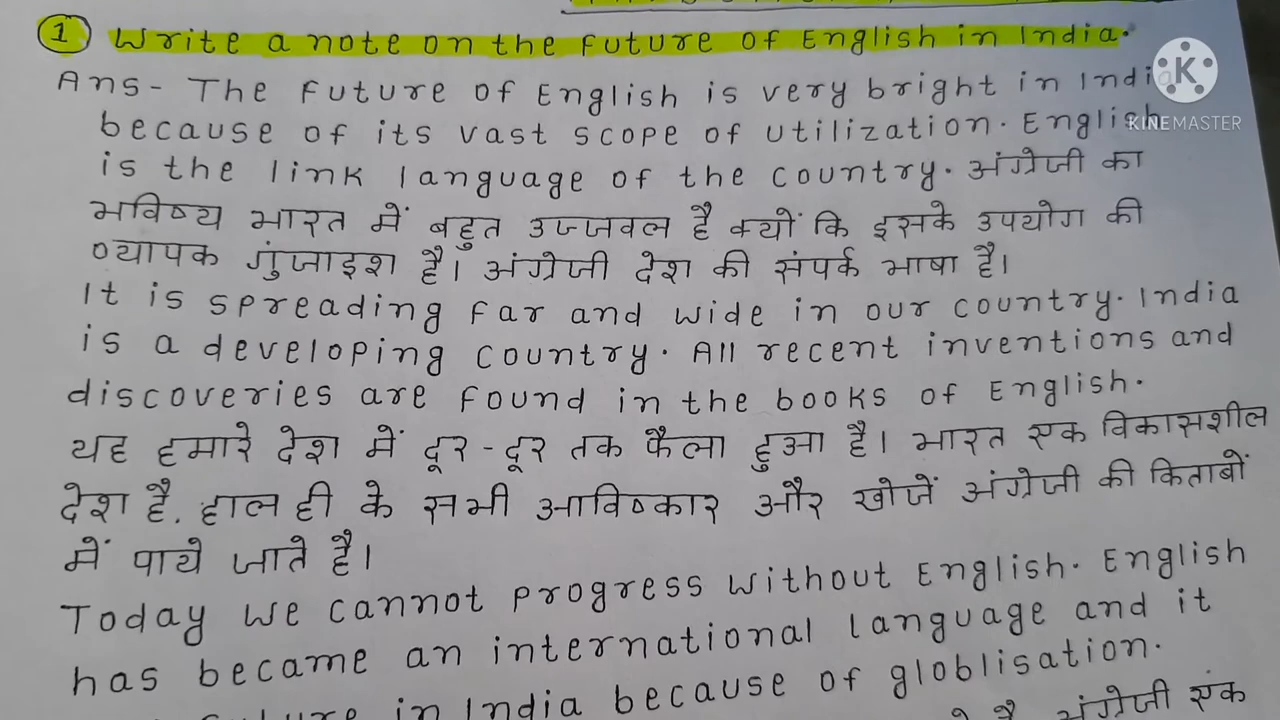 1 Write a note on the future of English in India.
Ans- The future of English is very bright in India
because of its vast scope of utilization. English
is the link language of the country. अंग्रेजी का
भविष्य भारत में बहुत उज्जवल है क्यों कि इसके उपयोग की
व्यापक गुंजाइश है। अंग्रेजी देश की संपर्क भाषा है।
It is spreading far and wide in our country. India
is a developing country. All recent inventions and
discoveries are found in the books of English.
यह हमारे देश में दूर-दूर तक फैला हुआ है। भारत एक विकासशील
देश है. हाल ही के सभी आविष्कार और खोजें अंग्रेजी की किताबों
में पाये जाते है।
Today we cannot progress without English. English
has became an international language and it
future in India because of globlisation.
अंग्रेजी एक
K
KINEMASTER